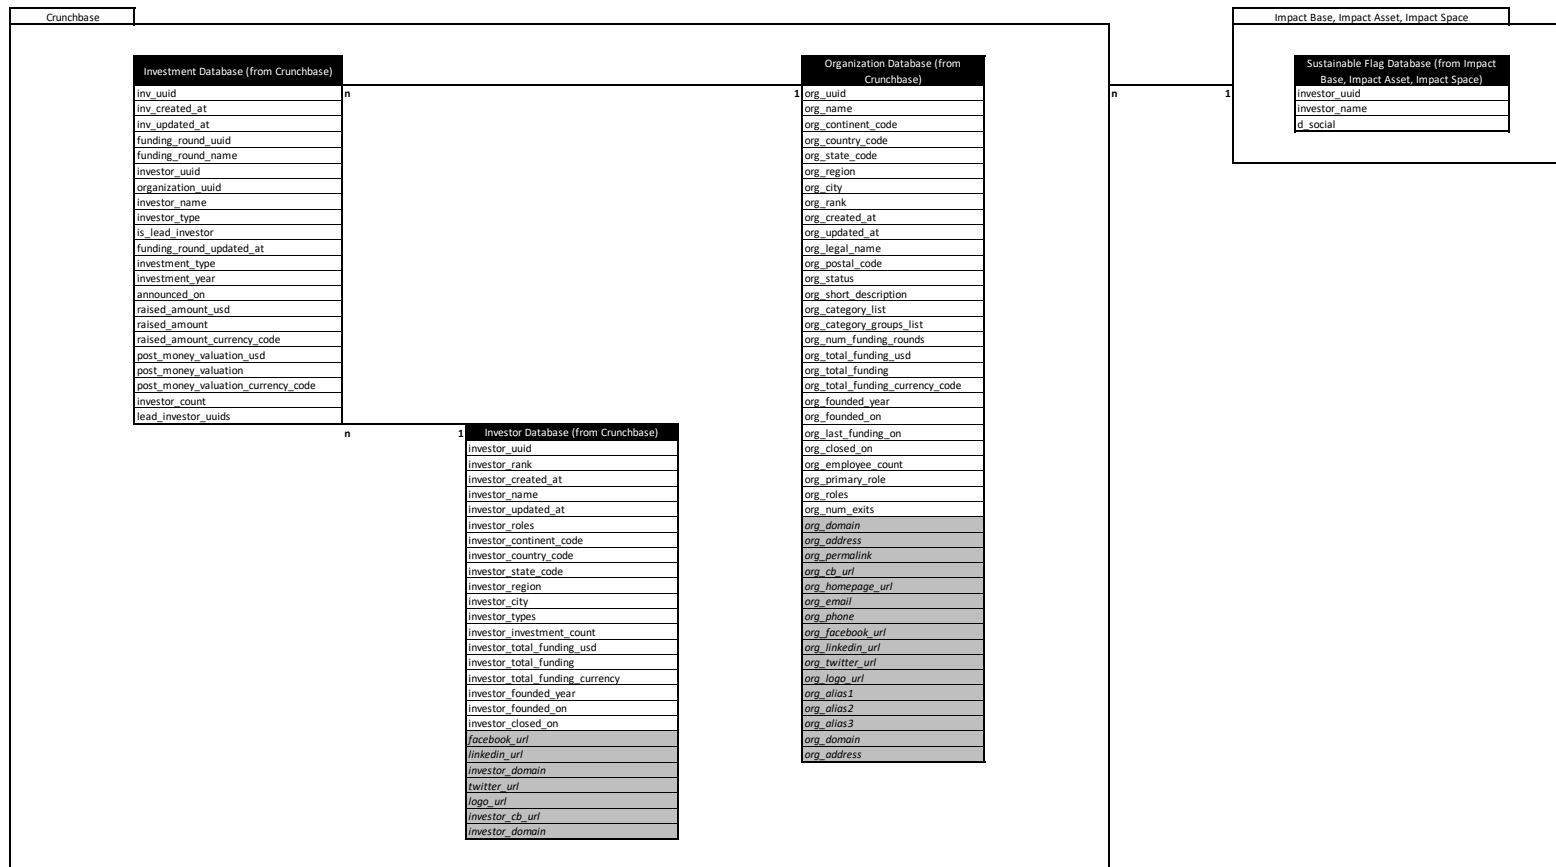 Crunchbase
Impact Base, Impact Asset, Impact Space
Investment Database (from Crunchbase)
inv_uuid
inv_created_at
inv_updated_at
funding_round_uuid
funding_round_name
investor_uuid
organization_uuid
investor_name
investor_type
is_lead_investor
funding_round_updated_at
investment_type
investment_year
announced_on
raised_amount_usd
raised_amount
raised_amount_currency_code
post_money_valuation_usd
post_money_valuation
post_money_valuation_currency_code
investor_count
lead_investor_uuids
n
1
n
1
Investor Database (from Crunchbase)
investor_uuid
investor_rank
investor_created_at
investor_name
investor_updated_at
investor_roles
investor_continent_code
investor_country_code
investor_state_code
investor_region
investor_city
investor_types
investor_investment_count
investor_total_funding_usd
investor_total_funding
investor_total_funding_currency
investor_founded_year
investor_founded_on
investor_closed_on
facebook_url
linkedin_url
investor_domain
twitter_url
logo_url
investor_cb_url
investor_domain
Organization Database (from
Crunchbase)
org_uuid
org_name
org_continent_code
org_country_code
org_state_code
org_region
org_city
org_rank
org_created_at
org_updated_at
org_legal_name
org_postal_code
org_status
org_short_description
org_category_list
org_category_groups_list
org_num_funding_rounds
org_total_funding_usd
org_total_funding
org_total_funding_currency_code
org_founded_year
org_founded_on
org_last_funding_on
org_closed_on
org_employee_count
org_primary_role
org_roles
org_num_exits
org_domain
org_address
org_permalink
org_cb_url
org_homepage_url
org_email
org_phone
org_facebook_url
org_linkedin_url
org_twitter_url
org_logo_url
org_alias1
org_alias2
org_alias3
org_domain
org_address
n
1
Sustainable Flag Database (from Impact
Base, Impact Asset, Impact Space)
investor_uuid
investor_name
d_social